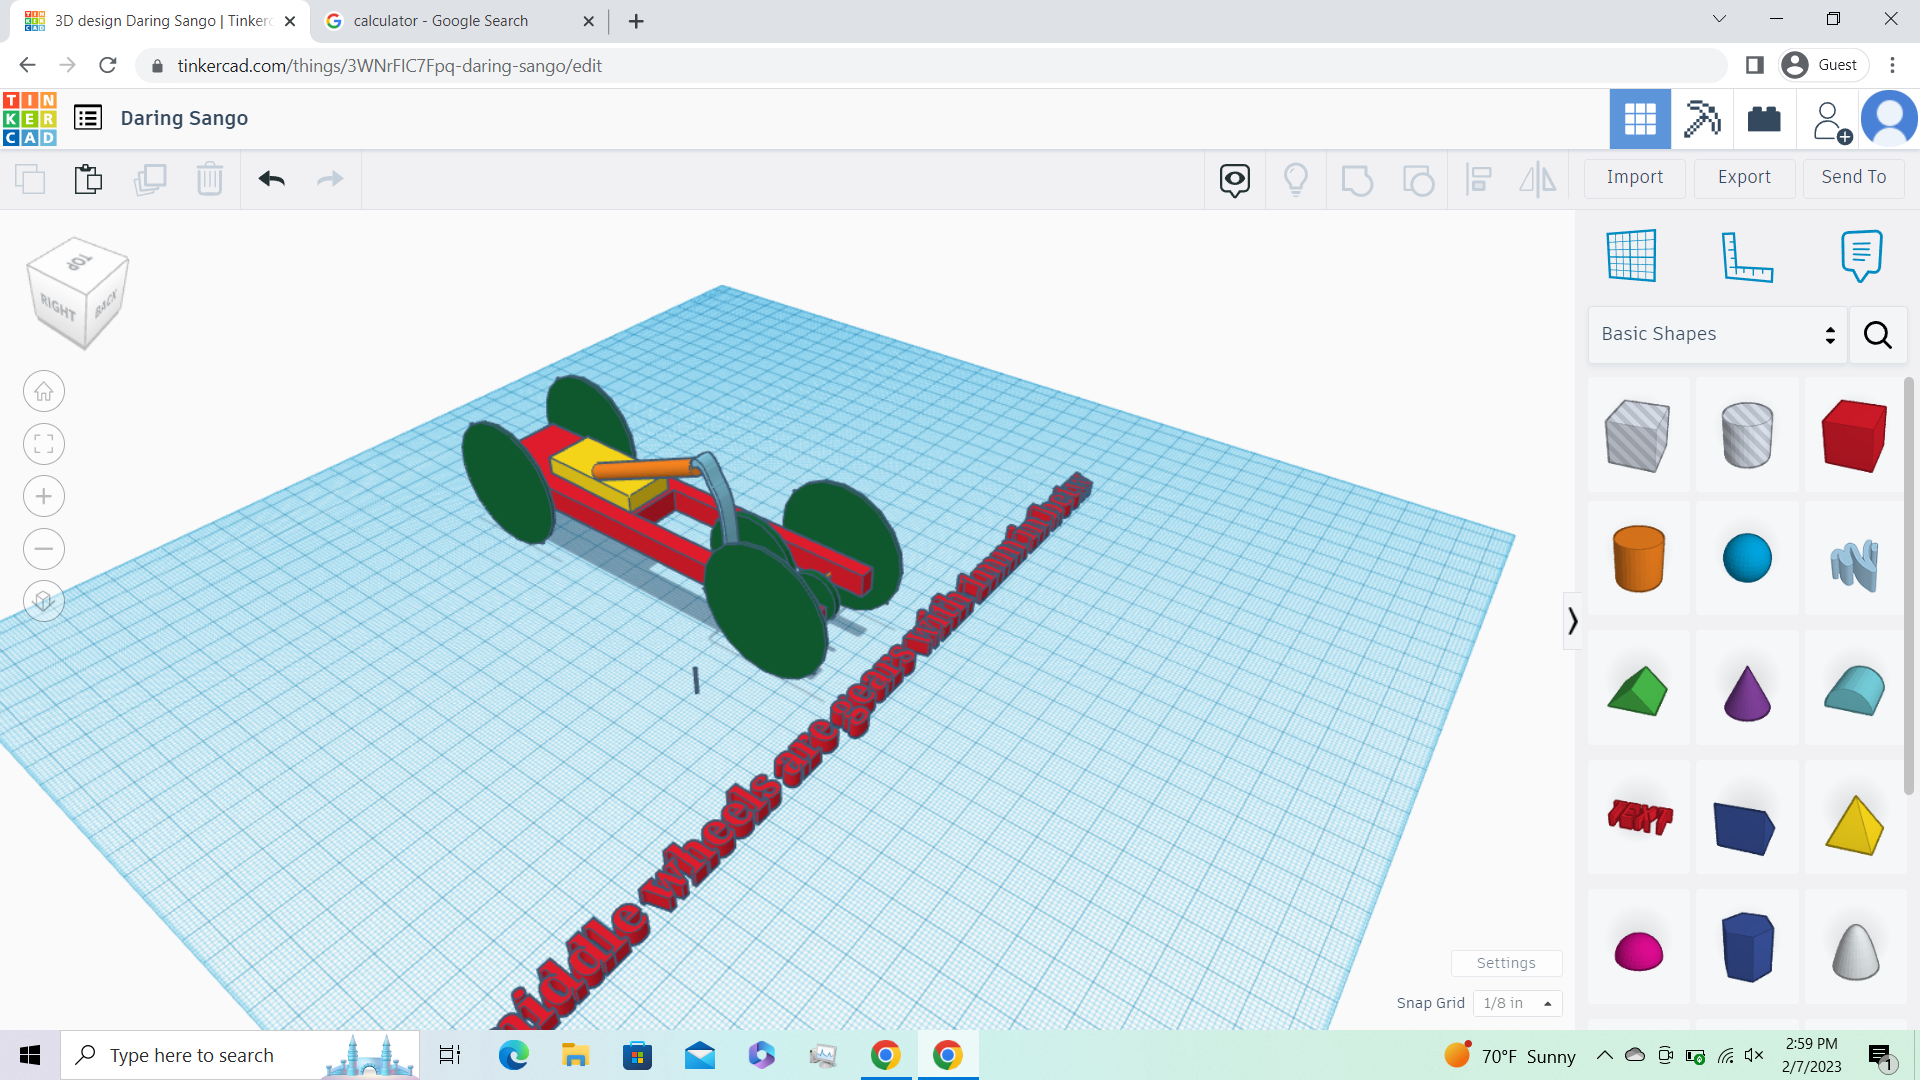 3D design Daring Sango | Tinkerc
calculator - Google Search
tinkercad.com/things/3WNrFIC7Fpq-daring-sango/edit
Guest
TIN
KER
CAD
Daring Sango
Import
Export
Send To
TOP
RIGHT
BACK
Basic Shapes
TEXT
middle wheels are gears with
Settings
Snap Grid
1/8 in
Type here to search
70°F Sunny
2:59 PM
2/7/2023
1